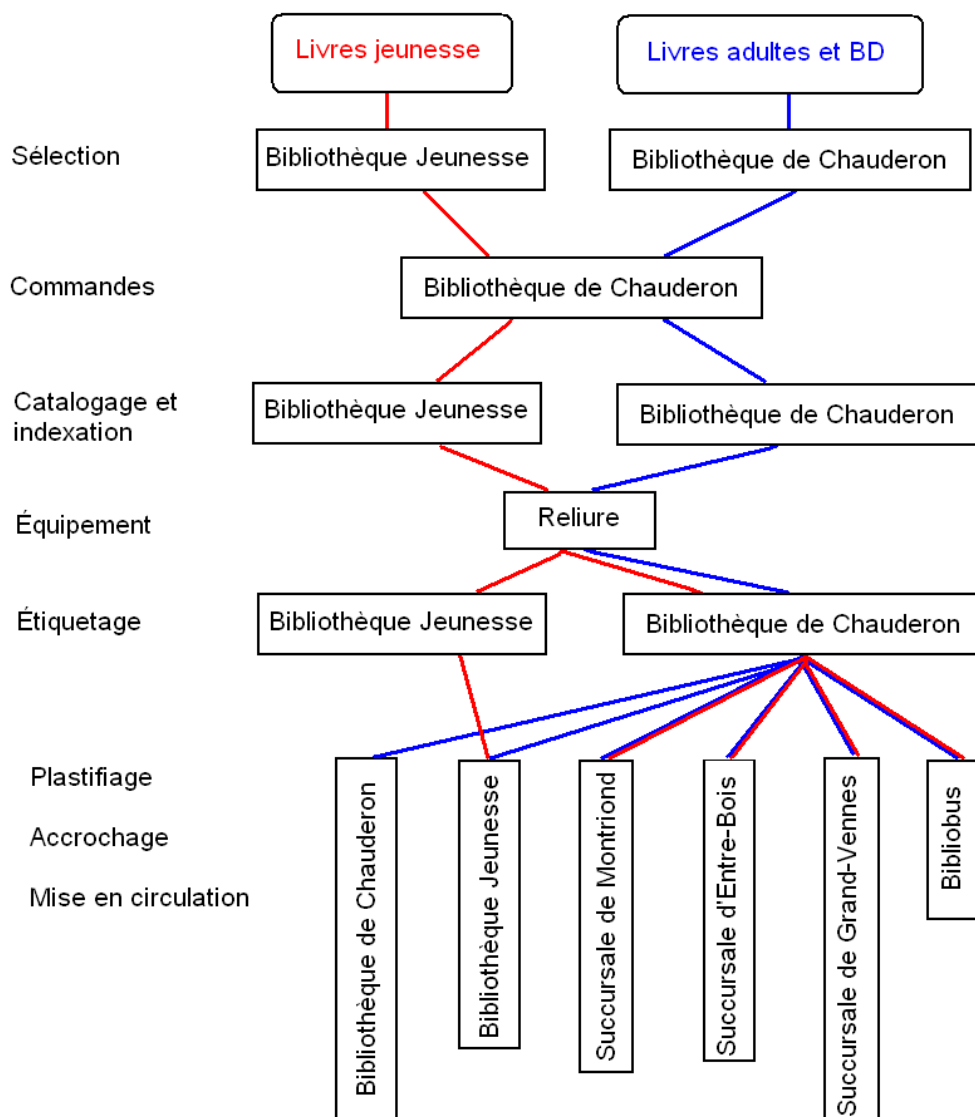 Livres jeunesse
Livres adultes et BD
Sélection
Bibliothèque Jeunesse
Bibliothèque de Chauderon
Commandes
Bibliothèque de Chauderon
Catalogage et
indexation
Bibliothèque Jeunesse
Bibliothèque de Chauderon
Équipement
Reliure
Étiquetage
Bibliothèque Jeunesse
Bibliothèque de Chauderon
Plastifiage
Accrochage
Mise en circulation
Bibliothèque de Chauderon
Bibliothèque Jeunesse
Succursale de Montriond
Succursale d'Entre-Bois
Succursale de Grand-Vennes
Bibliobus